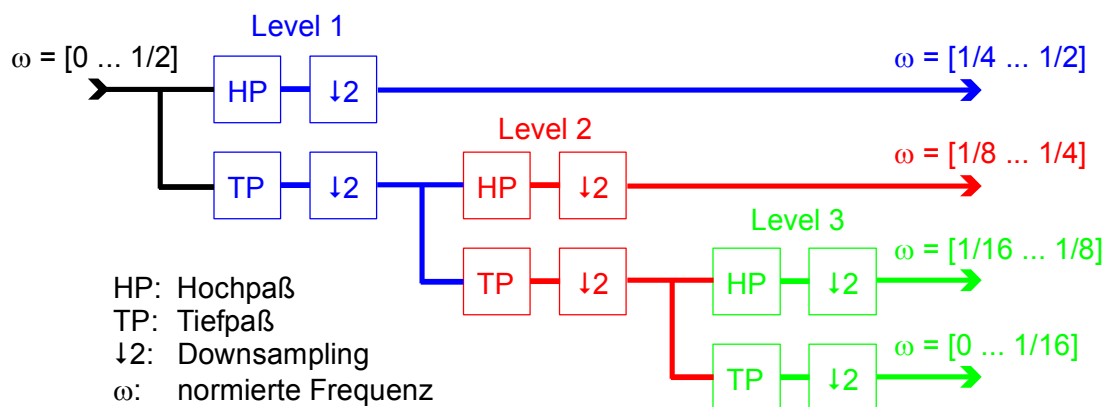 Level 1
ω = [0 ... 1/2]
HP
↓2
ω = [1/4 ... 1/2]
Level 2
TP
↓2
HP
↓2
ω = [1/8 ... 1/4]
Level 3
TP
↓2
HP
↓2
ω = [1/16 ... 1/8]
TP
↓2
ω = [0 ... 1/16]
HP: Hochpaß
TP: Tiefpaß
↓2: Downsampling
ω: normierte Frequenz